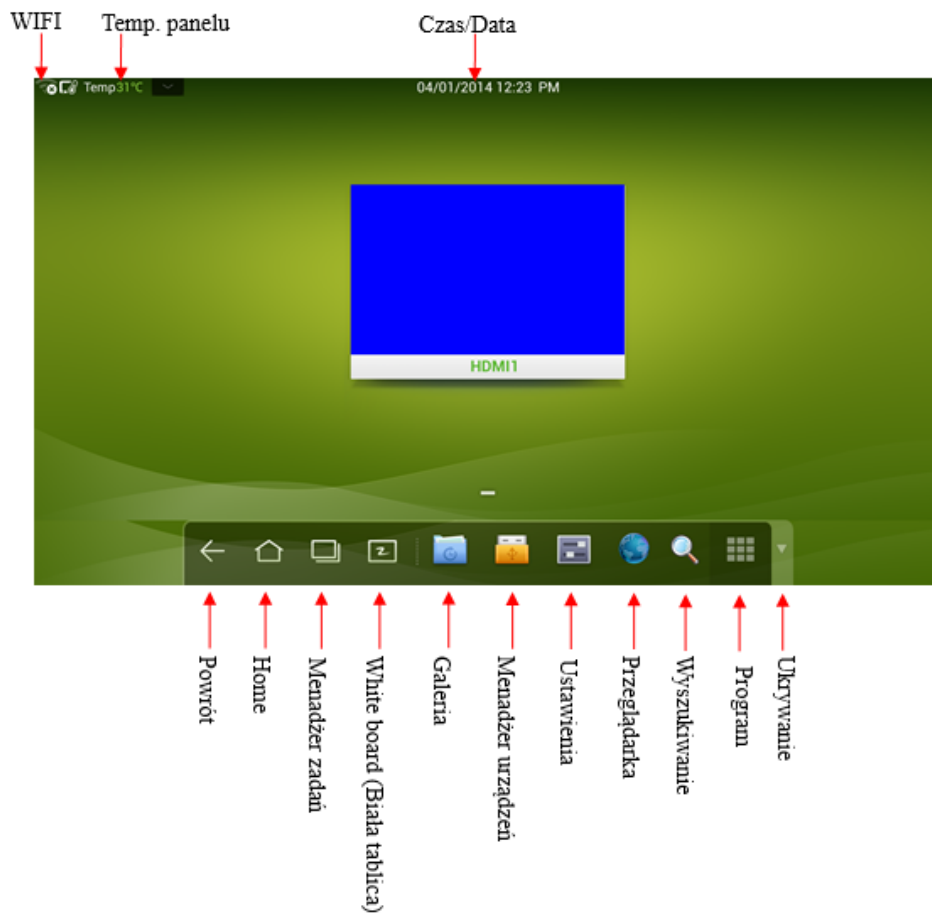 WIFI
Temp. panelu
Czas/Data
Temp31°C
04/01/2014 12:23 PM
HDMI1
Powrót
Home
Menadżer zadań
White board (Biała tablica)
Galeria
Menadżer urządzeń
Ustawienia
Przeglądarka
Wyszukiwanie
Program
Ukrywanie